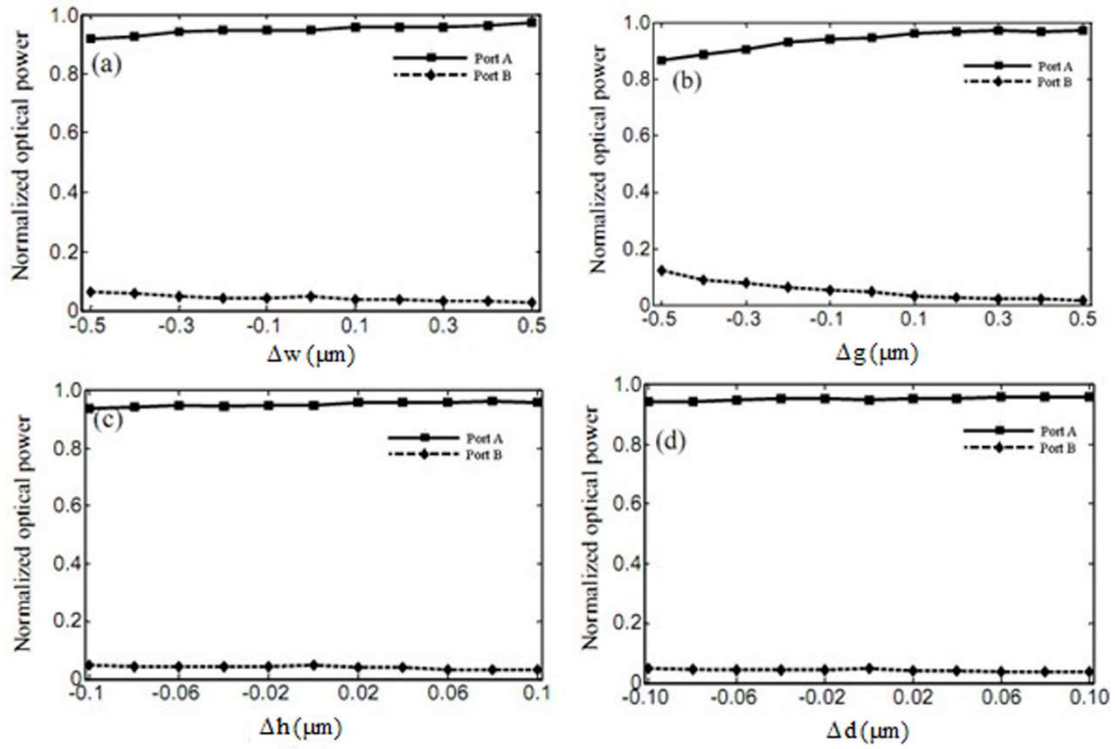 Normalized optical power
1.0
0.8
0.6
0.4
0.2
0
(a)
Port A
Port B
-0.5
-0.3
-0.1
0.1
0.3
0.5
Δw (μm)
Normalized optical power
1.0
0.8
0.6
0.4
0.2
0
(b)
Port A
Port B
-0.5
-0.3
-0.1
0.1
0.3
0.5
Δg (μm)
Normalized optical power
1.0
0.8
0.6
0.4
0.2
0
(c)
Port A
Port B
-0.1
-0.06
-0.02
0.02
0.06
0.1
Δh (μm)
Normalized optical power
1.0
0.8
0.6
0.4
0.2
0
(d)
Port A
Port B
-0.10
-0.06
-0.02
0.02
0.06
0.10
Δd (μm)